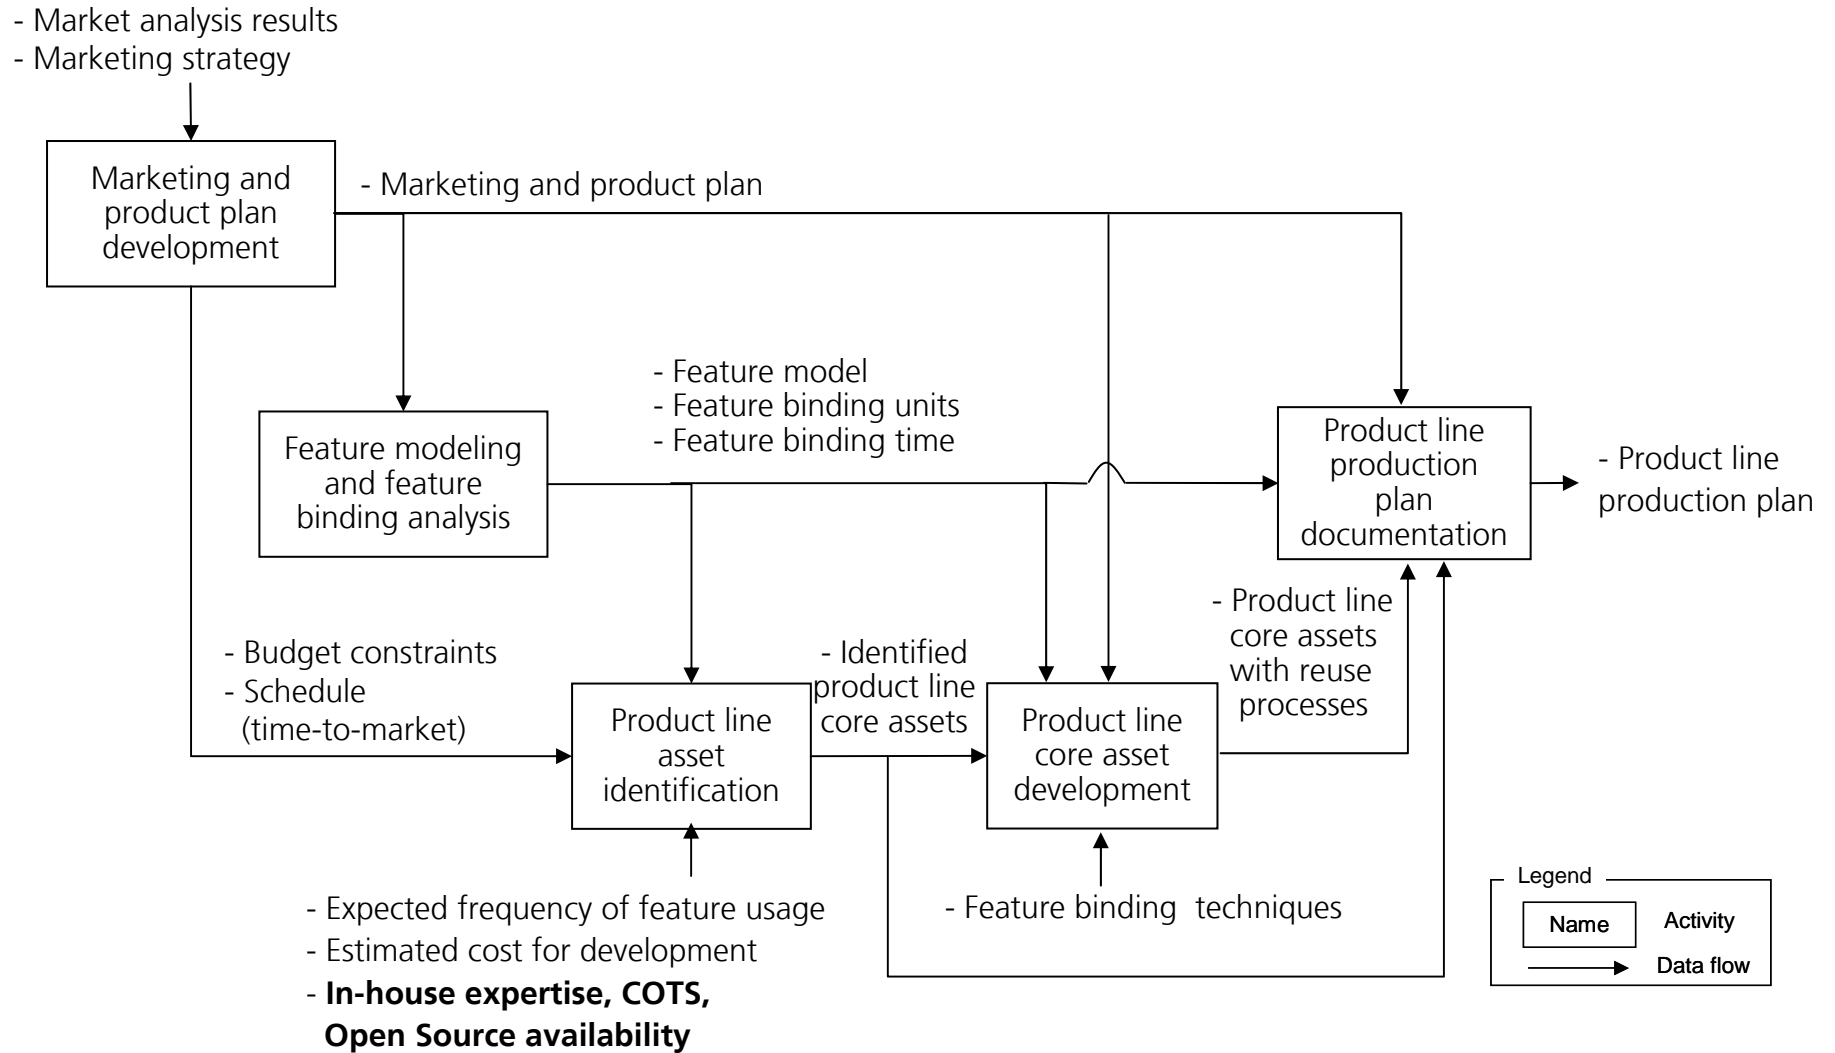 - Market analysis results
- Marketing strategy
Marketing and
product plan
development
- Marketing and product plan
- Feature model
- Feature binding units
- Feature binding time
Feature modeling
and feature
binding analysis
Product line
production
plan
documentation
- Product line
production plan
- Budget constraints
- Schedule
(time-to-market)
Product line
asset
identification
- Identified
product line
core assets
Product line
core asset
development
- Product line
core assets
with reuse
processes
- Expected frequency of feature usage
- Estimated cost for development
- In-house expertise, COTS,
Open Source availability
- Feature binding techniques
Legend
Name
Activity
Data flow